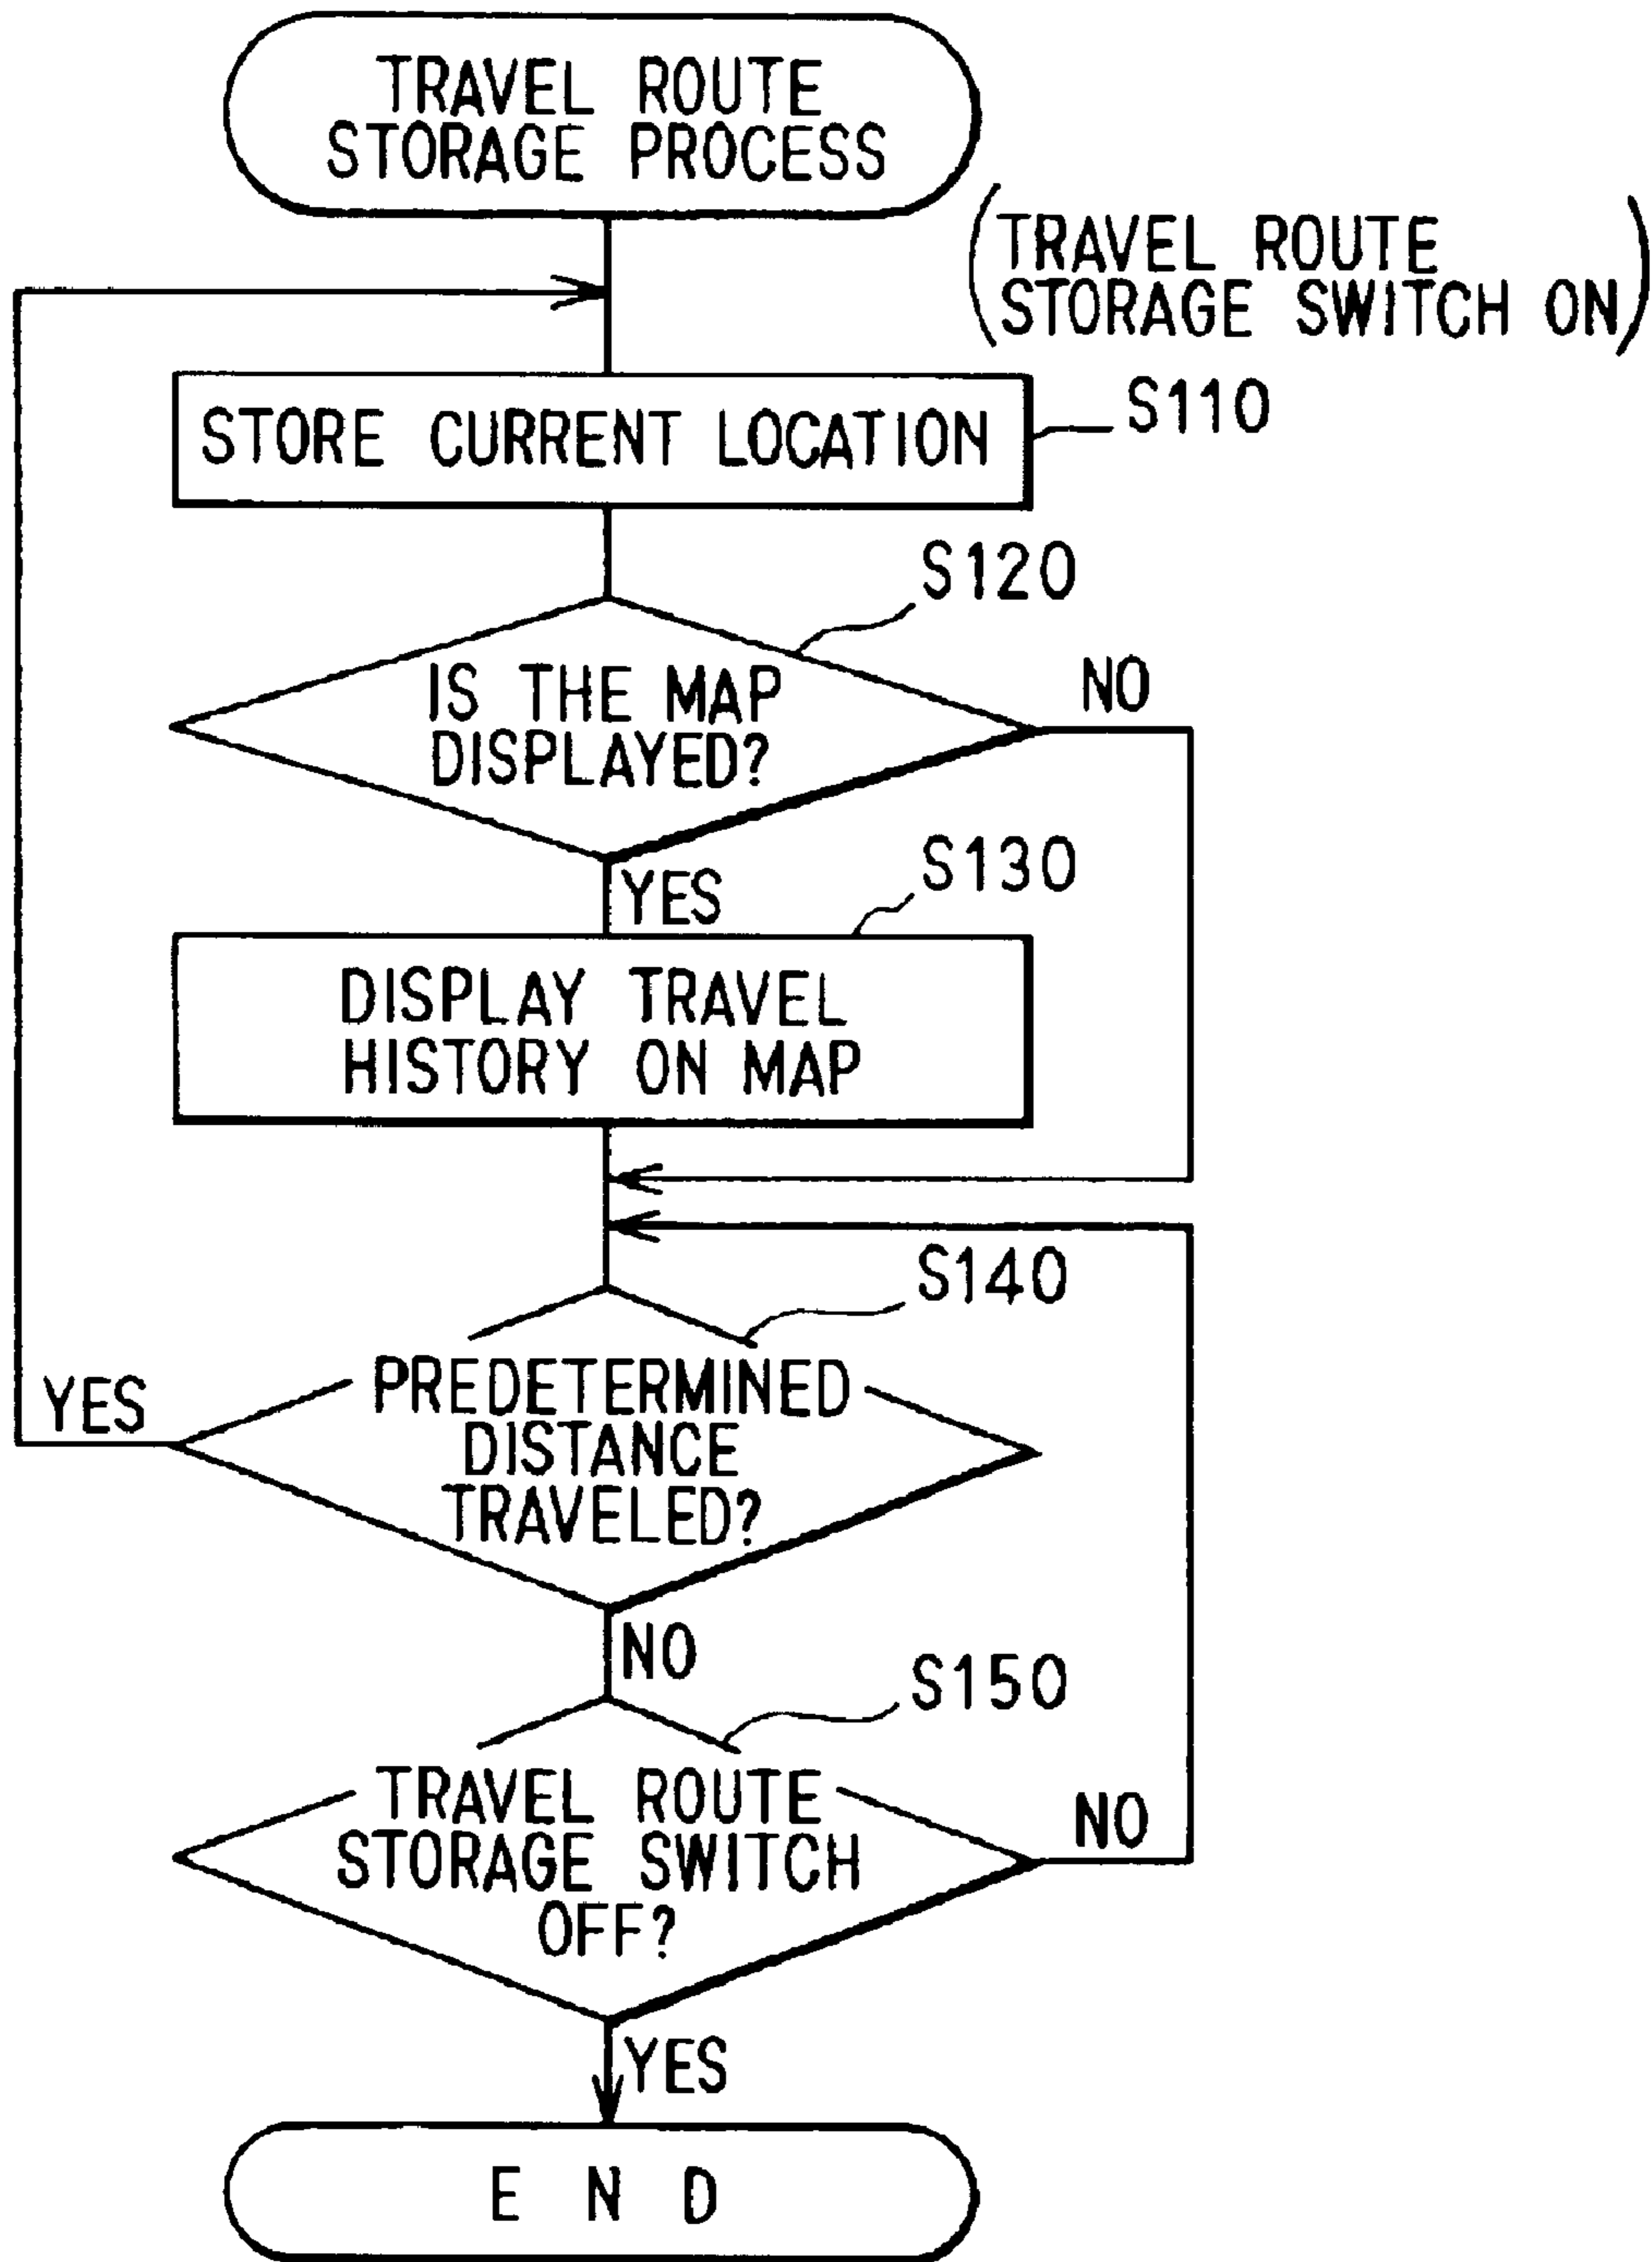 TRAVEL ROUTE
STORAGE PROCESS
(TRAVEL ROUTE
STORAGE SWITCH ON)
STORE CURRENT LOCATION
S110
S120
IS THE MAP
DISPLAYED?
NO
YES
S130
DISPLAY TRAVEL
HISTORY ON MAP
S140
YES
PREDETERMINED
DISTANCE
TRAVELED?
NO
S150
TRAVEL ROUTE
STORAGE SWITCH
OFF?
NO
YES
E N D